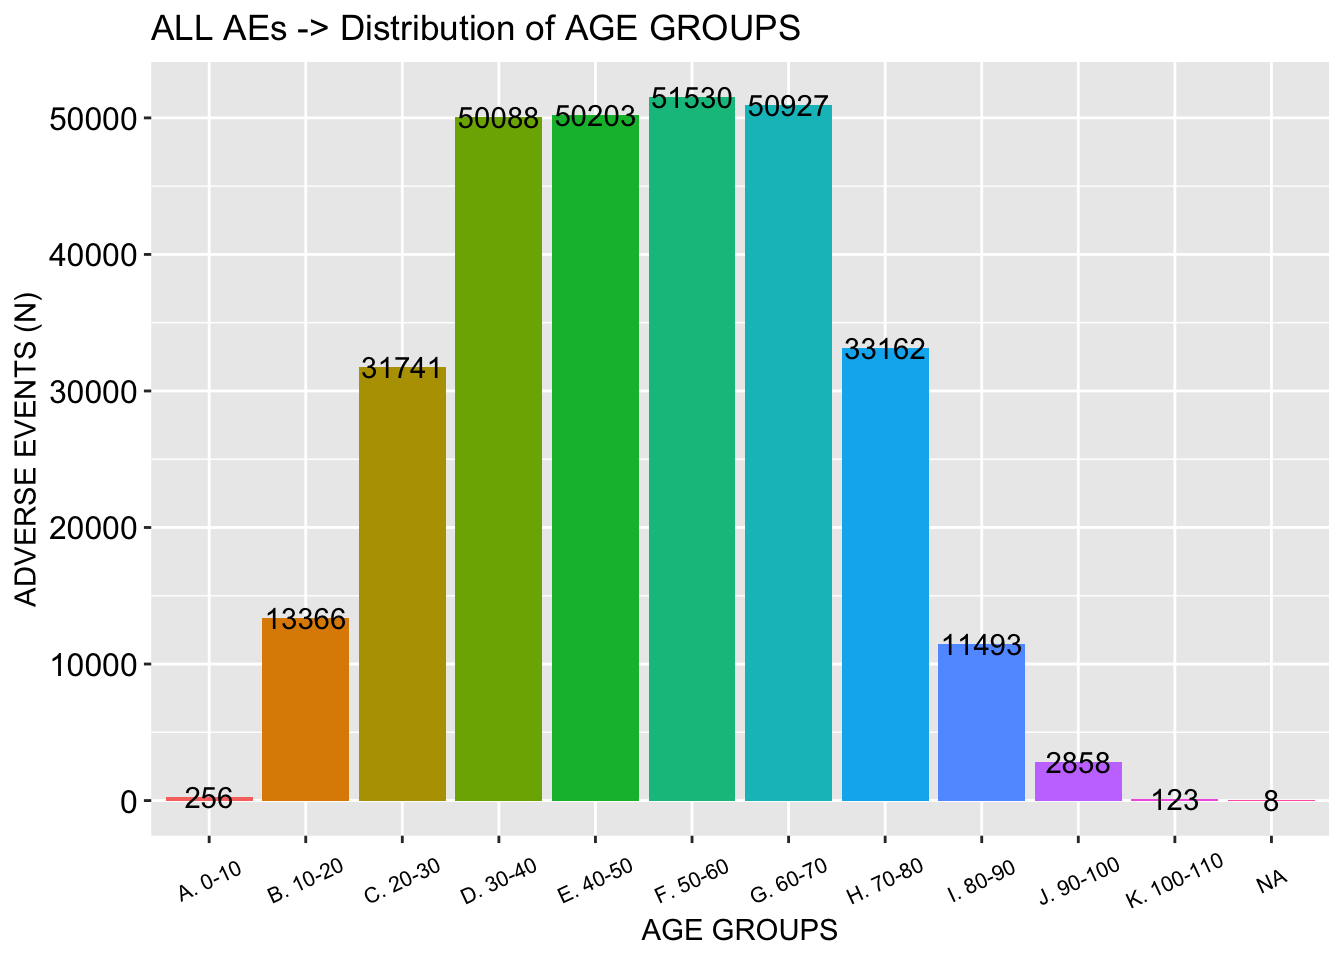 ALL AEs -> Distribution of AGE GROUPS
ADVERSE EVENTS (N)
50000
40000
30000
20000
10000
0
256
13366
31741
50088
50203
51530
50927
33162
11493
2858
123
8
A. 0-10
B. 10-20
C. 20-30
D. 30-40
E. 40-50
F. 50-60
G. 60-70
H. 70-80
I. 80-90
J. 90-100
K. 100-110
NA
AGE GROUPS